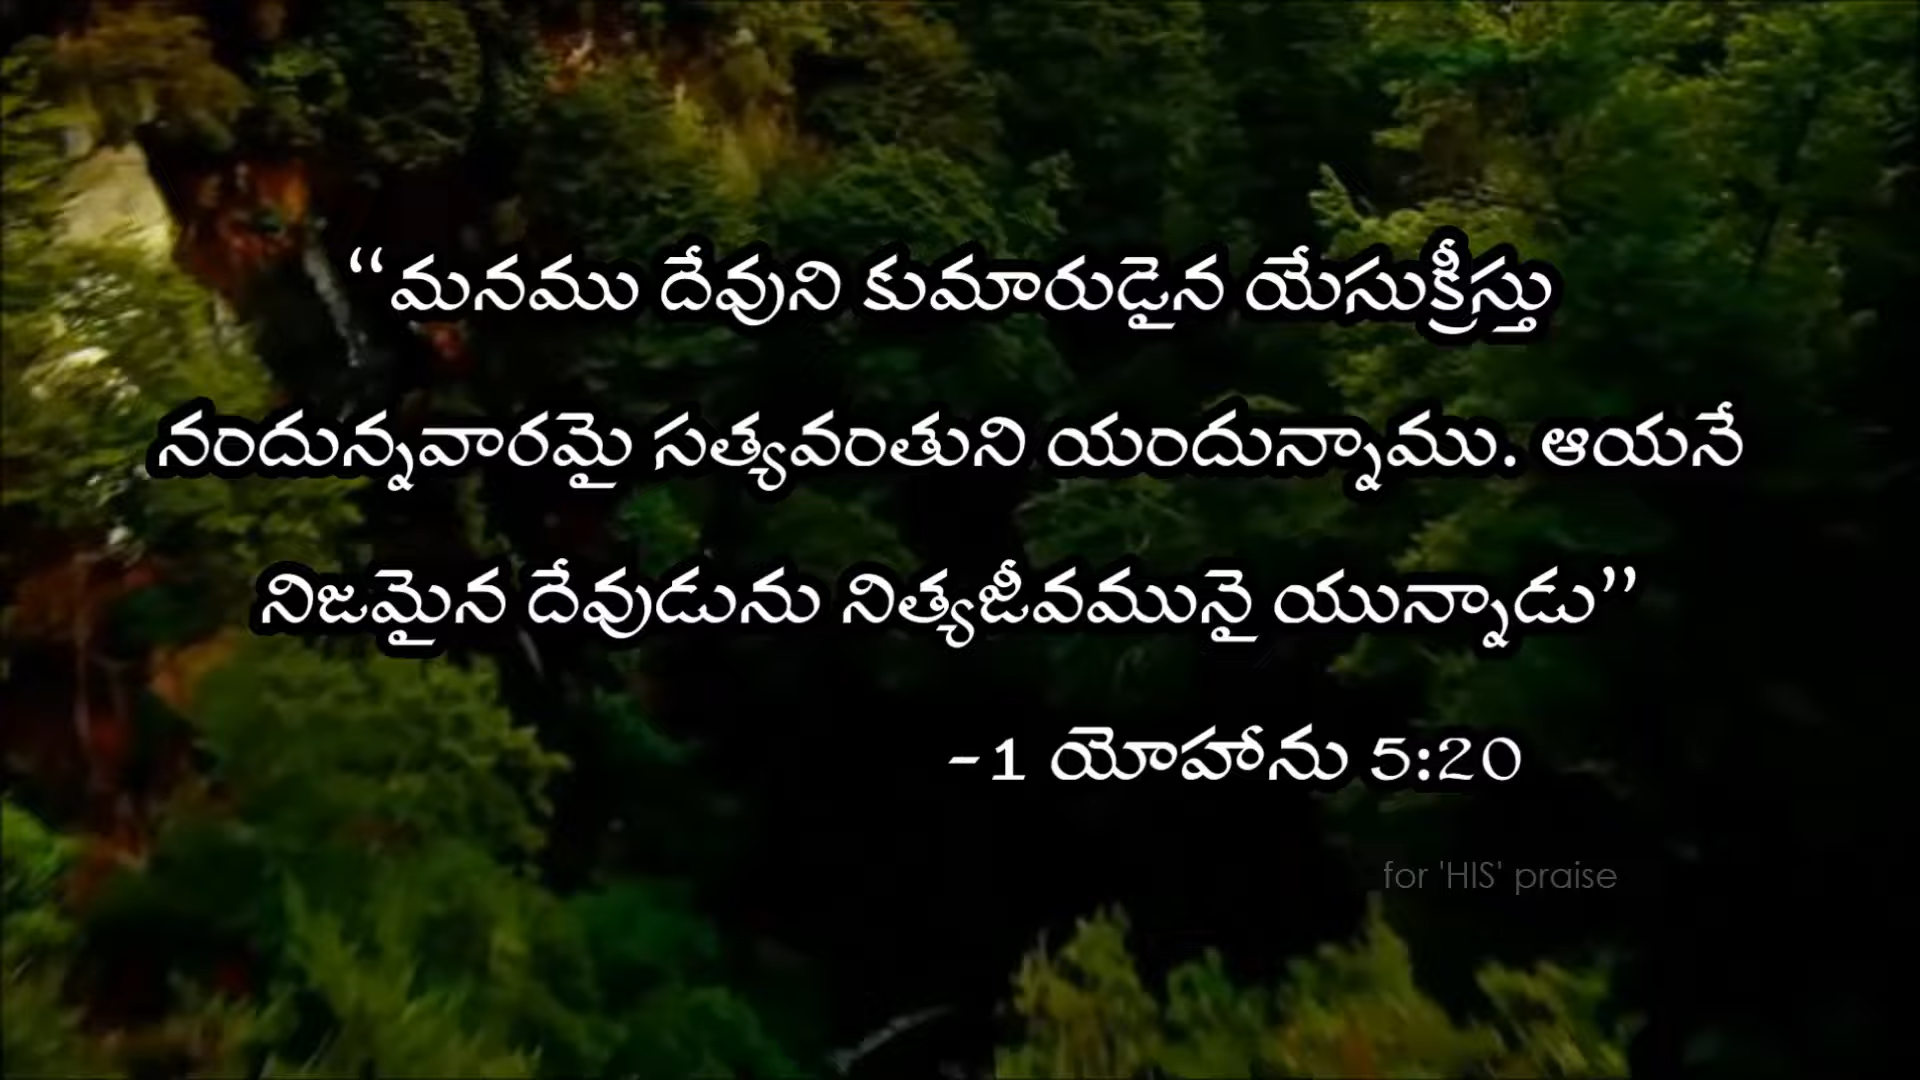 “మనము దేవుని కుమారుడైన యేసుక్రీస్తు
నందున్నవారమై సత్యవంతుని యందున్నాము. ఆయనే
నిజమైన దేవుడును నిత్యజీవమునై యున్నాడు”
-1 యోహాను 5:20
for 'HIS' praise